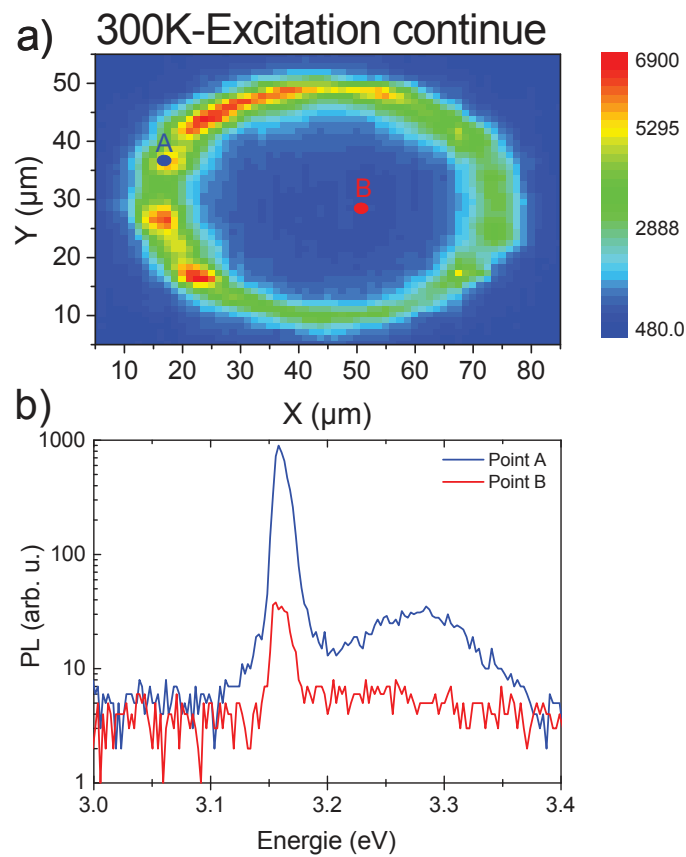 a) 300K-Excitation continue
50
40
30
20
10
Y (µm)
A
B
10 20 30 40 50 60 70 80
X (µm)
6900
5295
2888
480.0
b)
1000
100
10
1
PL (arb. u.)
Point A
Point B
3.0 3.1 3.2 3.3 3.4
Energie (eV)